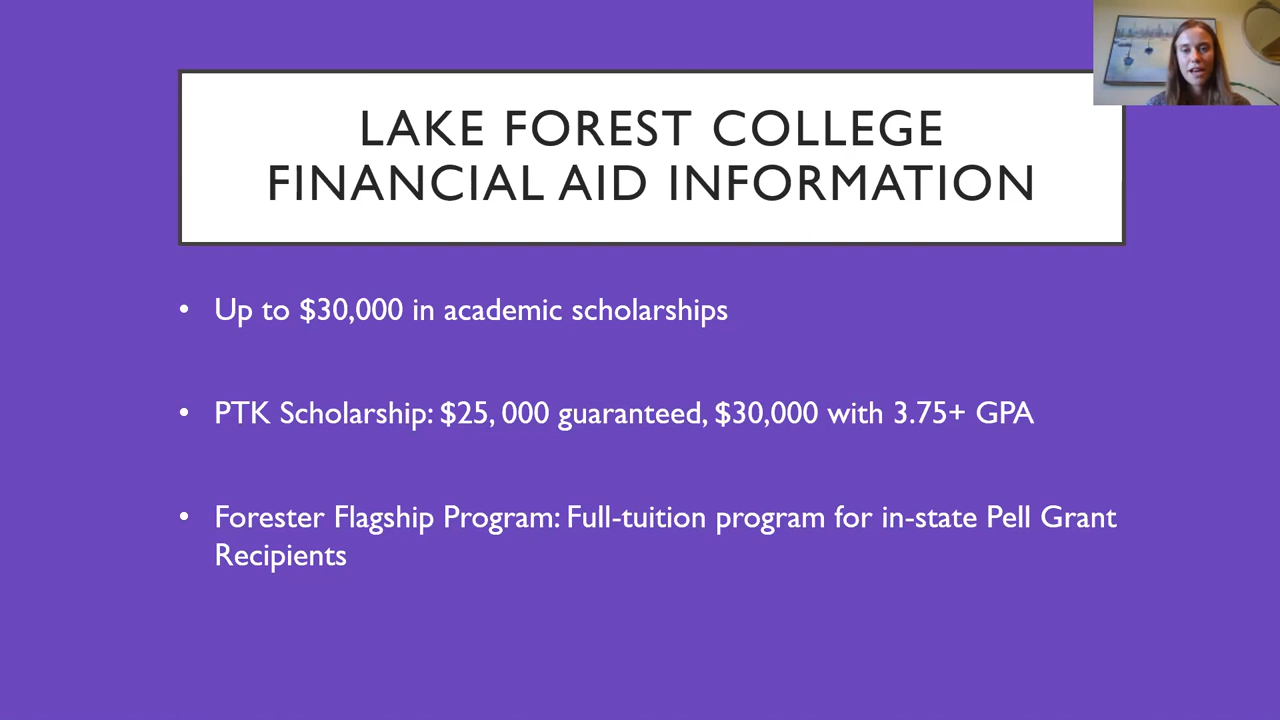 LAKE FOREST COLLEGE
FINANCIAL AID INFORMATION
• Up to $30,000 in academic scholarships
• PTK Scholarship: $25, 000 guaranteed, $30,000 with 3.75+ GPA
• Forester Flagship Program: Full-tuition program for in-state Pell Grant
Recipients